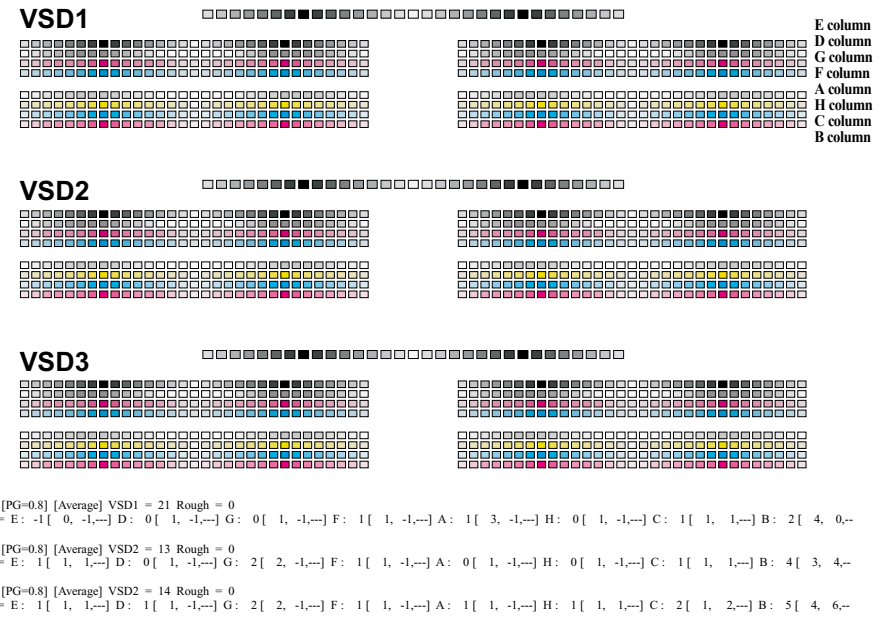 VSD1
E column
D column
G column
F column
A column
H column
C column
B column
VSD2
VSD3
[PG=0.8] [Average] VSD1 = 21 Rough = 0
= E : -1 [ 0, -1,---] D : 0 [ 1, -1,---] G : 0 [ 1, -1,---] F : 1 [ 1, -1,---] A : 1 [ 3, -1,---] H : 0 [ 1, -1,---] C : 1 [ 1, 1,---] B : 2 [ 4, 0,--
[PG=0.8] [Average] VSD2 = 13 Rough = 0
= E : 1 [ 1, 1,---] D : 0 [ 1, -1,---] G : 2 [ 2, -1,---] F : 1 [ 1, -1,---] A : 0 [ 1, -1,---] H : 0 [ 1, -1,---] C : 1 [ 1, 1,---] B : 4 [ 3, 4,--
[PG=0.8] [Average] VSD2 = 14 Rough = 0
= E : 1 [ 1, 1,---] D : 1 [ 1, -1,---] G : 2 [ 2, -1,---] F : 1 [ 1, -1,---] A : 1 [ 1, -1,---] H : 1 [ 1, 1,---] C : 2 [ 1, 2,---] B : 5 [ 4, 6,--